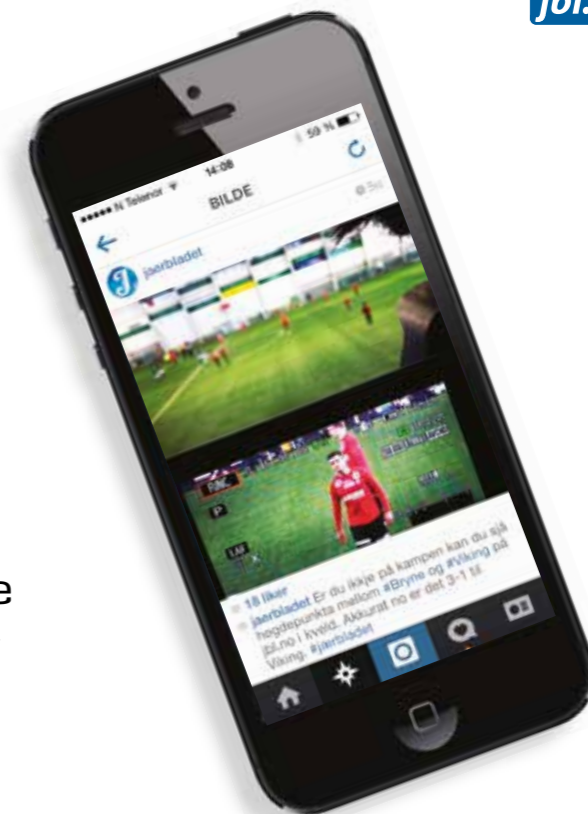 jbl.
N Telenor
14:08
59 %
BILDE
jaerbladet
P
18 liker
jaerbladet Er du ikkje på kampen kan du sjå
høgdepunkta mellom #Bryne og #Viking på
jbl.no i kveld. Akkurat no er det 3-1 til
Viking. #jærbladet
e